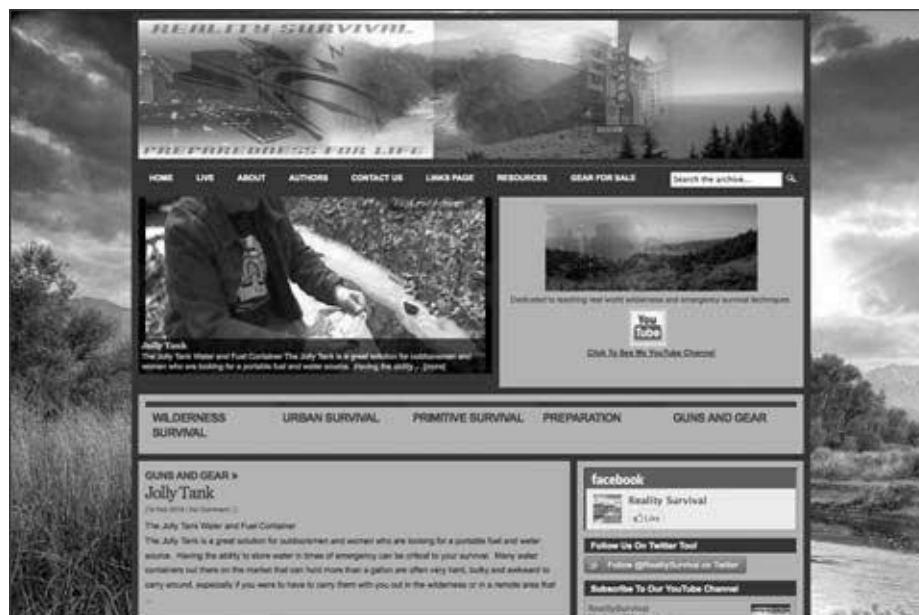 REALITY SURVIVAL
PREPAREDNESS FOR LIFE
HOME LIVE ABOUT AUTHORS CONTACT US LINKS PAGE RESOURCES GEAR FOR SALE Search the archive...
Jolly Tank
The Jolly Tank Water and Fuel Container The Jolly Tank is a great solution for outdoorsmen and
women who are looking for a portable fuel and water source. Having the ability ... [more]
Dedicated to teaching real world wilderness and emergency survival techniques
You
Tube
Click To See My YouTube Channel
WILDERNESS SURVIVAL
URBAN SURVIVAL
PRIMITIVE SURVIVAL
PREPARATION
GUNS AND GEAR
GUNS AND GEAR »
Jolly Tank
No Comment
The Jolly Tank Water and Fuel Container
The Jolly Tank is a great solution for outdoorsmen and women who are looking for a portable fuel and water
source. Having the ability to store water in times of emergency can be critical to your survival. Many water
containers out there on the market that can hold more than a gallon are often very hard, bulky and awkward to
carry around, especially if you were to have to carry them with you out in the wilderness or in a remote area that
...
facebook
Reality Survival
Like
Follow Us On Twitter Too!
Follow @RealitySurvival on Twitter
Subscribe To Our YouTube Channel
RealitySurvival